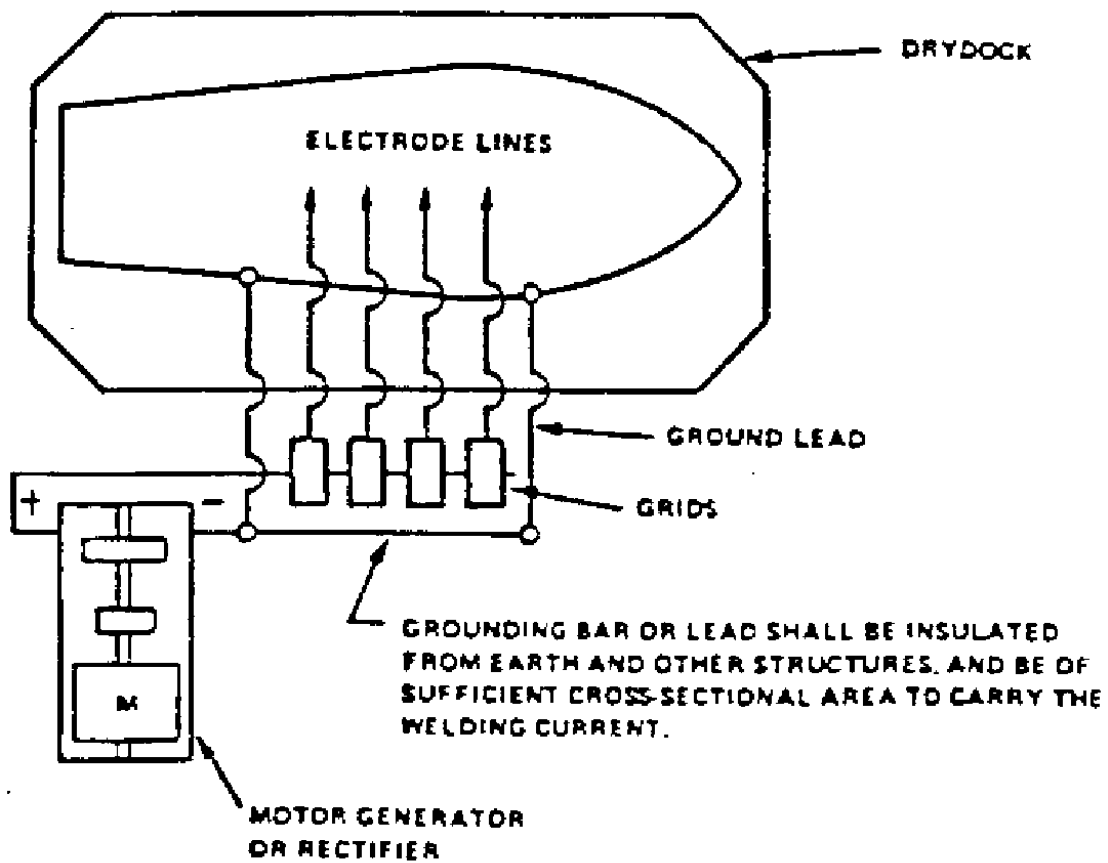 DRYDOCK
ELECTRODE LINES
GROUND LEAD
+
-
GRIDS
GROUNDING BAR OR LEAD SHALL BE INSULATED
FROM EARTH AND OTHER STRUCTURES, AND BE OF
SUFFICIENT CROSS-SECTIONAL AREA TO CARRY THE
WELDING CURRENT.
M
MOTOR GENERATOR
OR RECTIFIER